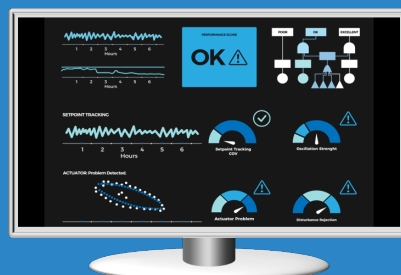 PERFORMANCE SCORE
OK
POOR OK EXCELLENT
1 2 3 4 5 6
Hours
SETPOINT TRACKING
1 2 3 4 5 6
Hours
Setpoint Tracking
COV
Oscillation Strenght
ACTUATOR: Problem Detected:
Actuator Problem
Disturbance Rejection